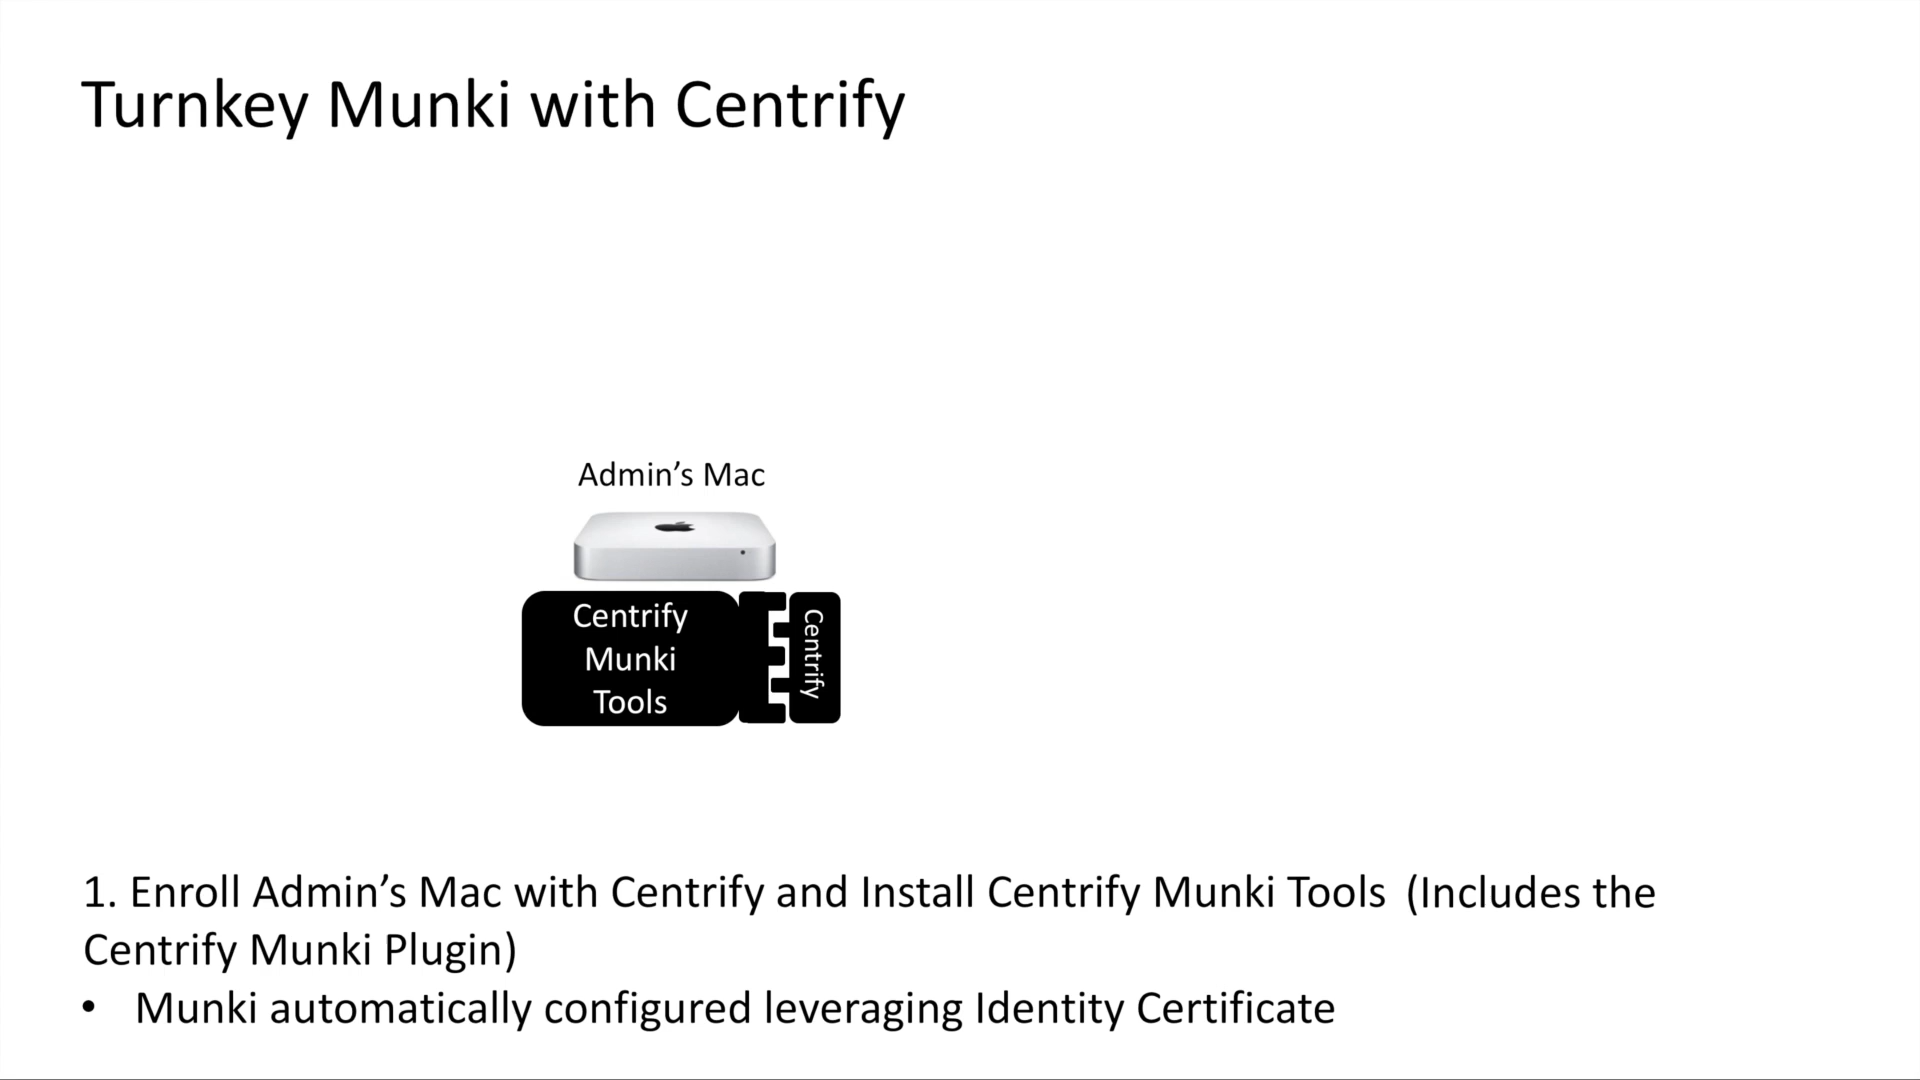 Turnkey Munki with Centrify
Admin’s Mac
Centrify
Munki
Tools
Centrify
1. Enroll Admin’s Mac with Centrify and Install Centrify Munki Tools (Includes the
Centrify Munki Plugin)
• Munki automatically configured leveraging Identity Certificate